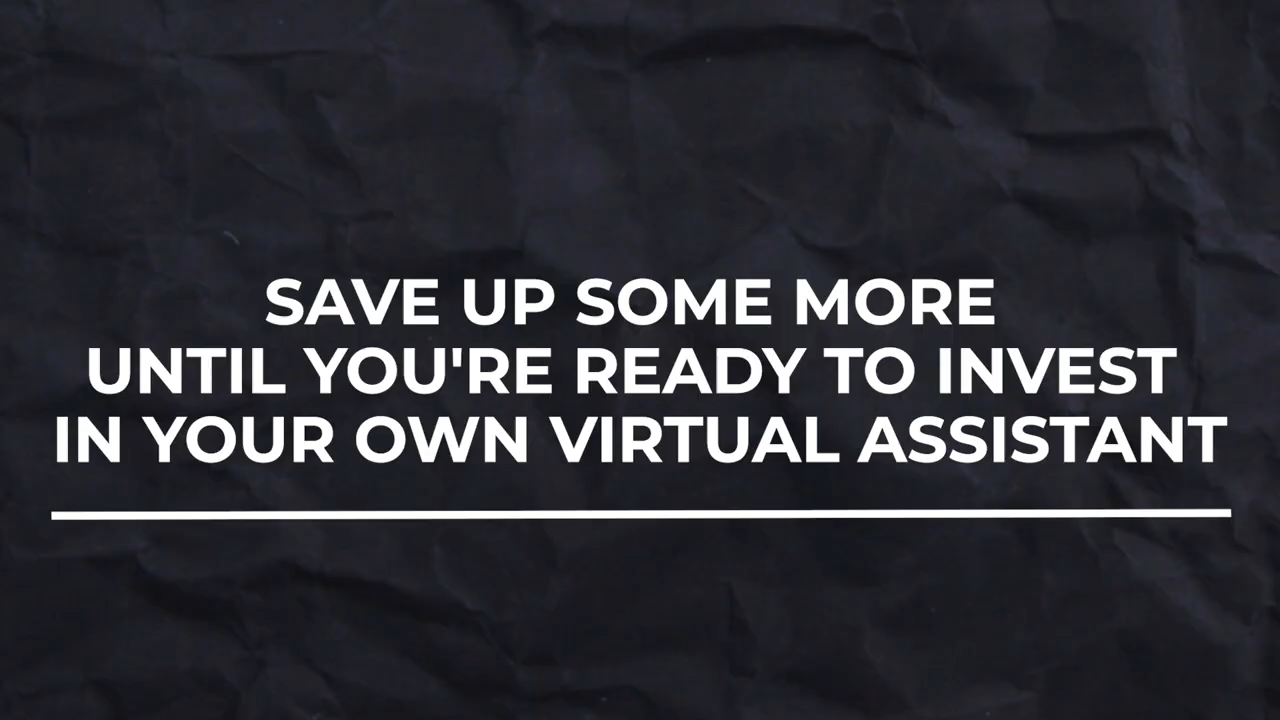 SAVE UP SOME MORE
UNTIL YOU'RE READY TO INVEST
IN YOUR OWN VIRTUAL ASSISTANT